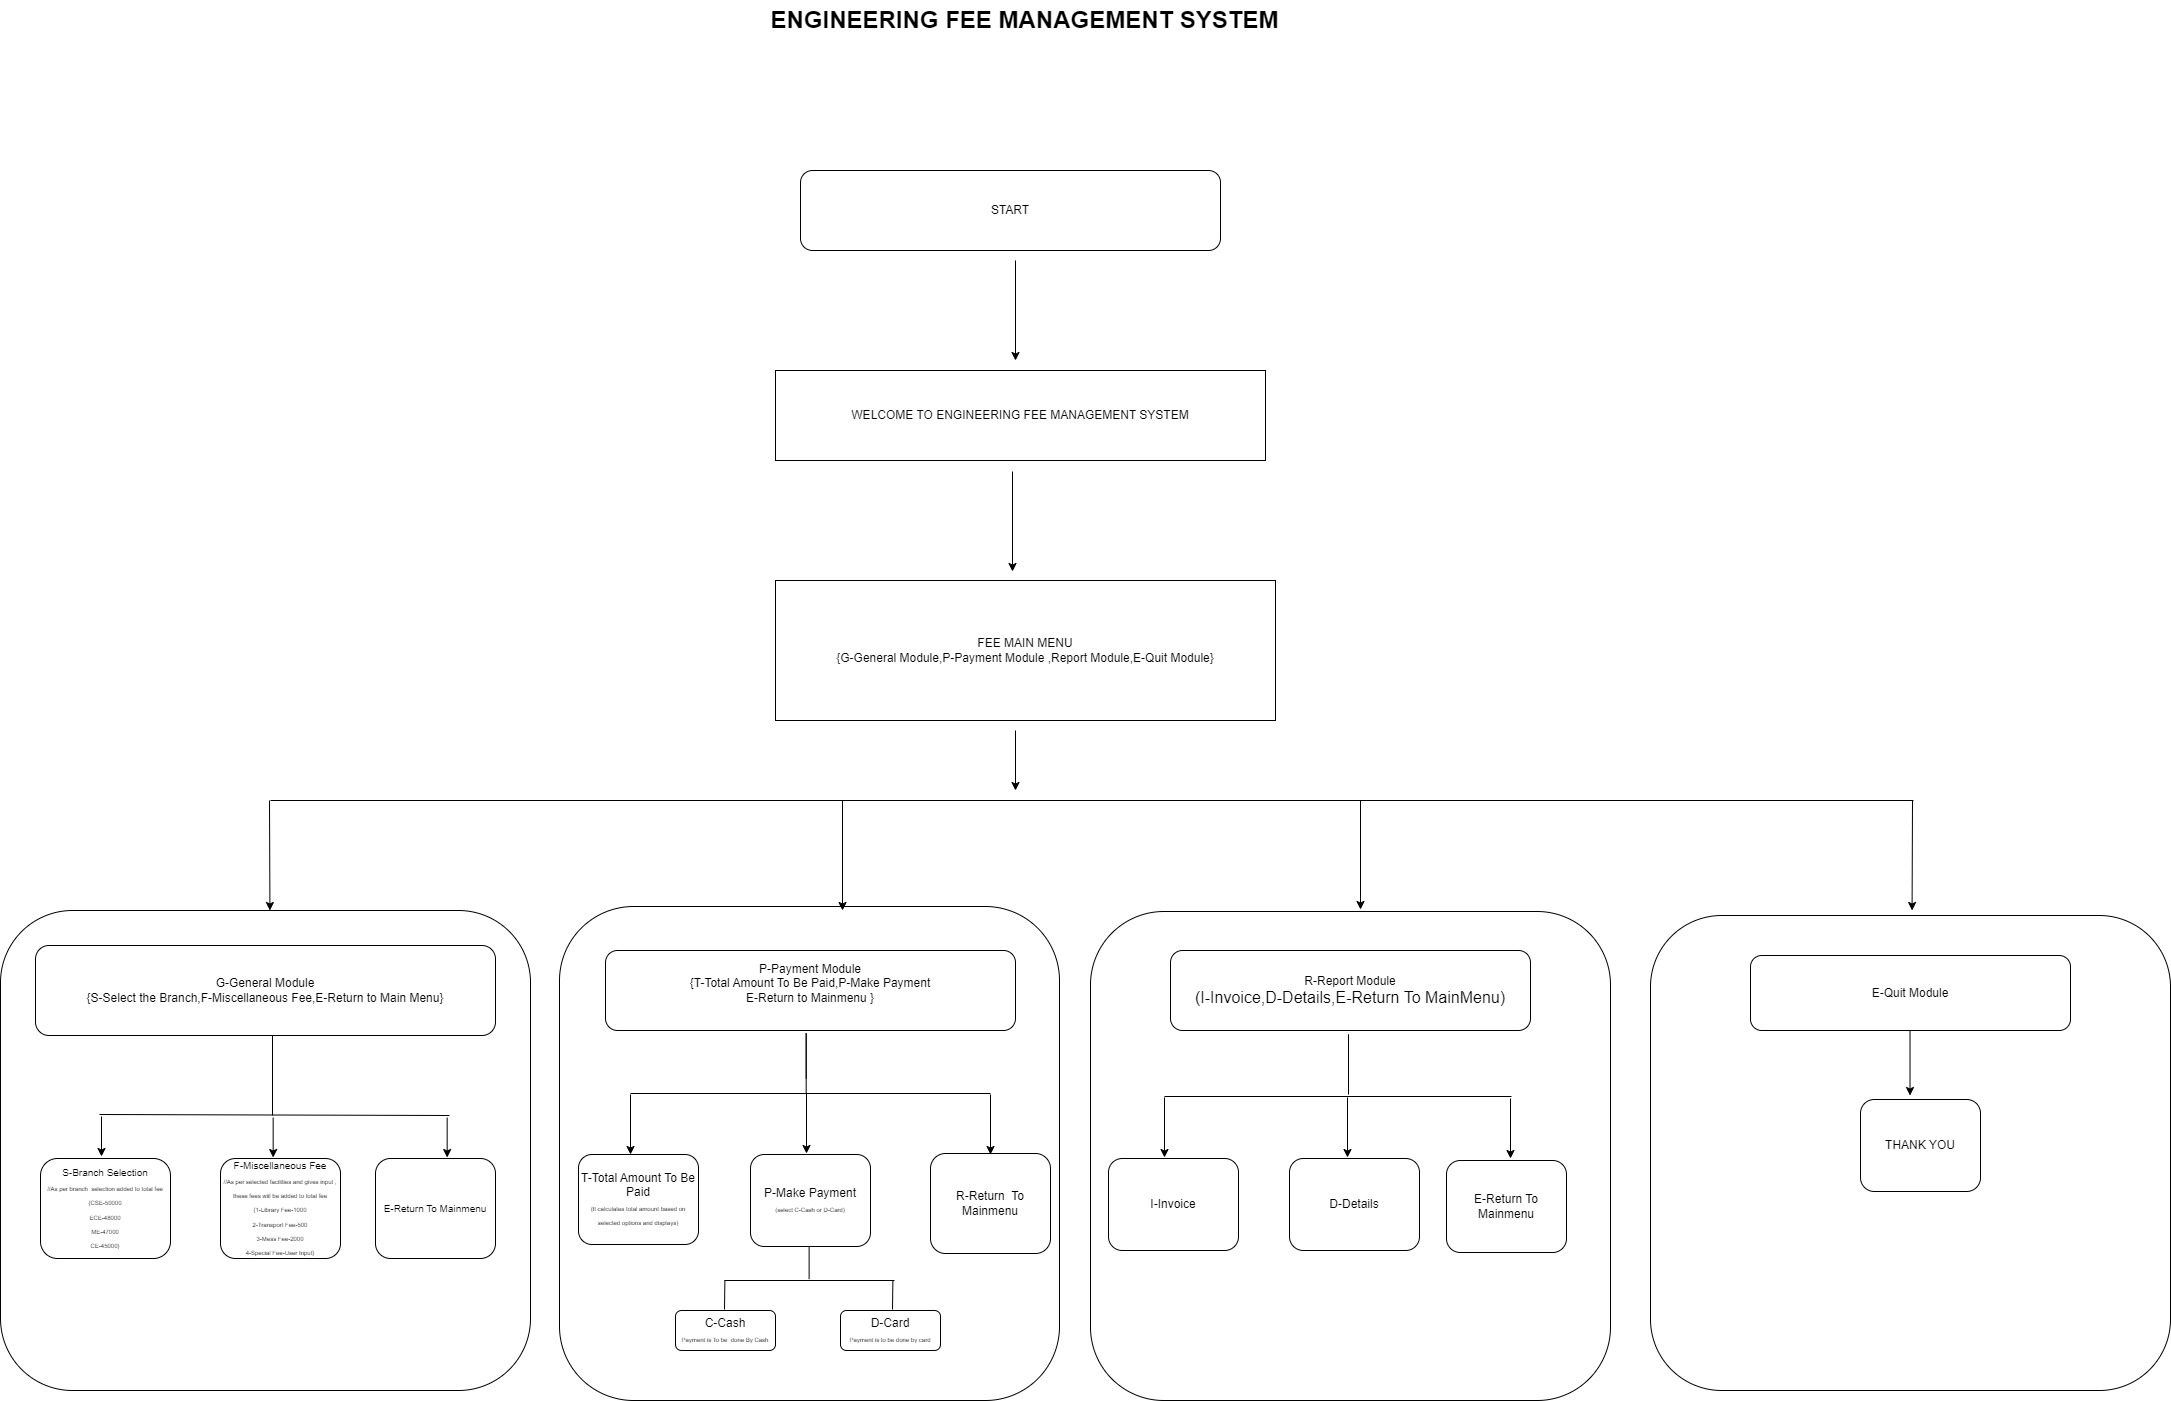 ENGINEERING FEE MANAGEMENT SYSTEM
START
WELCOME TO ENGINEERING FEE MANAGEMENT SYSTEM
FEE MAIN MENU
{G-General Module,P-Payment Module ,Report Module,E-Quit Module}
G-General Module
{S-Select the Branch,F-Miscellaneous Fee,E-Return to Main Menu}
S-Branch Selection
//As per branch selection added to total fee
{CSE-50000
ECE-48000
ME-47000
CE-45000}
F-Miscellaneous Fee
//As per selected facilities and gives input ,
these fees will be added to total fee
{1-Library Fee-1000
2-Transport Fee-500
3-Mess Fee-2000
4-Special Fee-User Input}
E-Return To Mainmenu
P-Payment Module
{T-Total Amount To Be Paid,P-Make Payment
E-Return to Mainmenu }
T-Total Amount To Be
Paid
(It calculates total amount based on
selected options and displays)
P-Make Payment
(select C-Cash or D-Card)
R-Return To
Mainmenu
C-Cash
Payment is To be done By Cash
D-Card
Payment is to be done by card
R-Report Module
(I-Invoice,D-Details,E-Return To MainMenu)
I-Invoice
D-Details
E-Return To
Mainmenu
E-Quit Module
THANK YOU